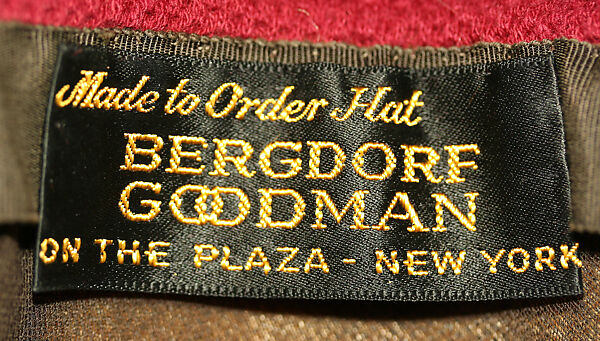 Made to Order Hat
BERGDORF
GOODMAN
ON THE PLAZA - NEW YORK